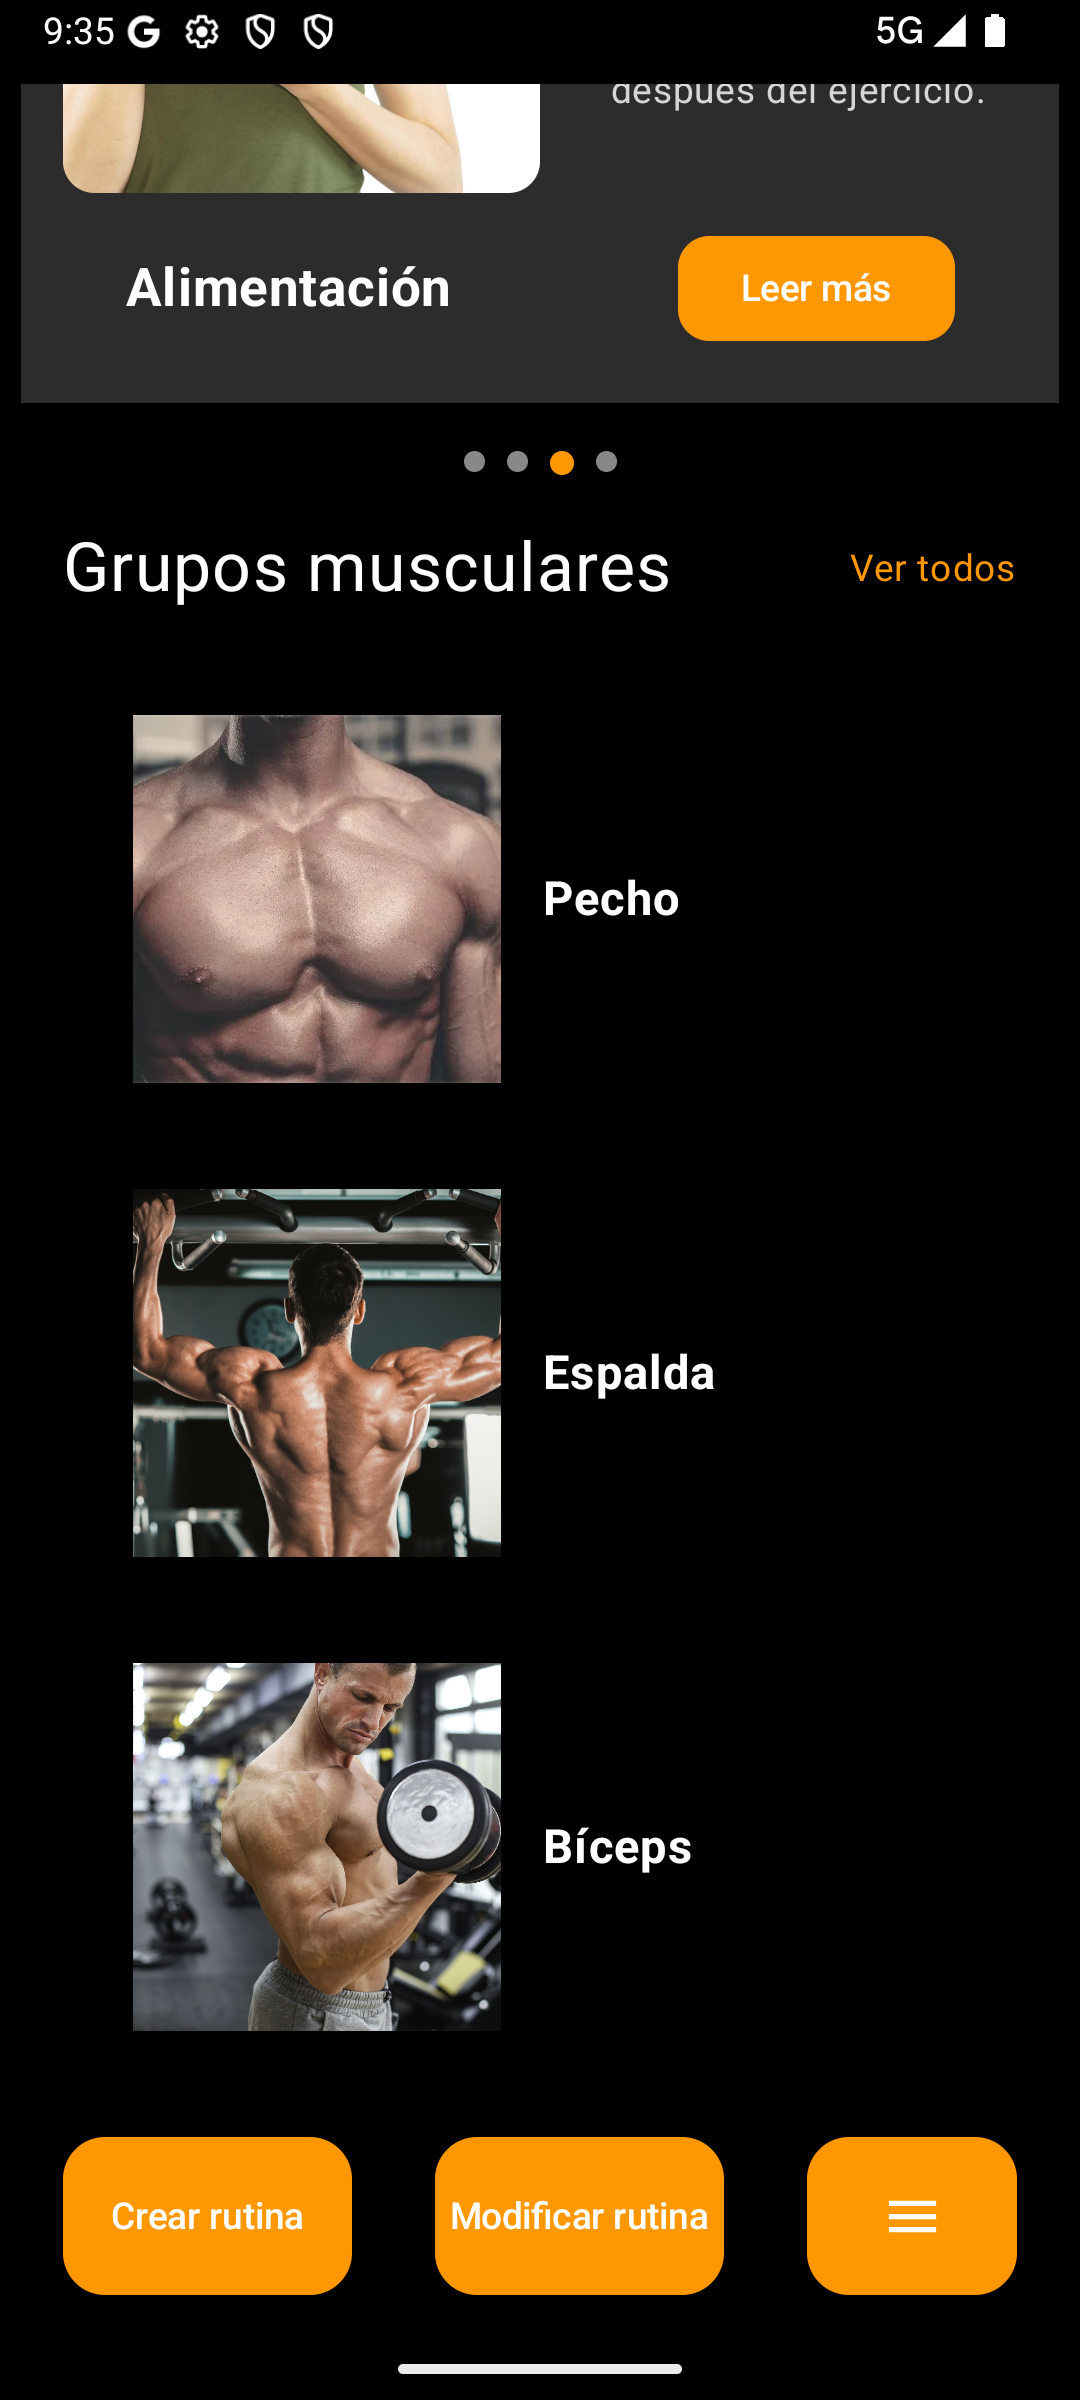 9:35
5G
despues del ejercicio.
Alimentación
Leer más
Grupos musculares
Ver todos
Pecho
Espalda
Bíceps
Crear rutina
Modificar rutina